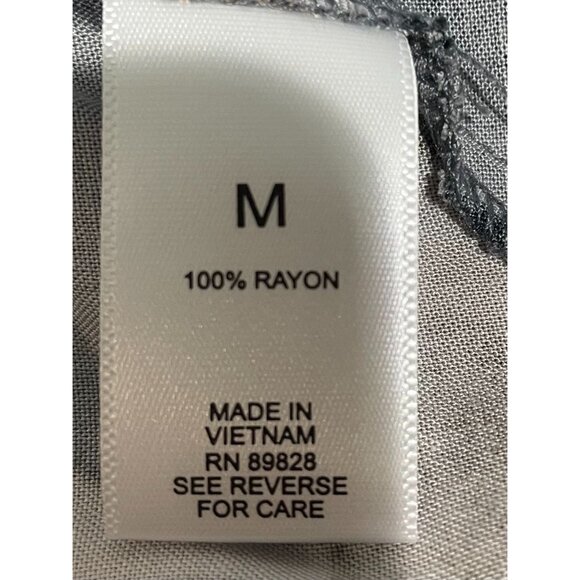 M
100% RAYON
MADE IN
VIETNAM
RN 89828
SEE REVERSE
FOR CARE